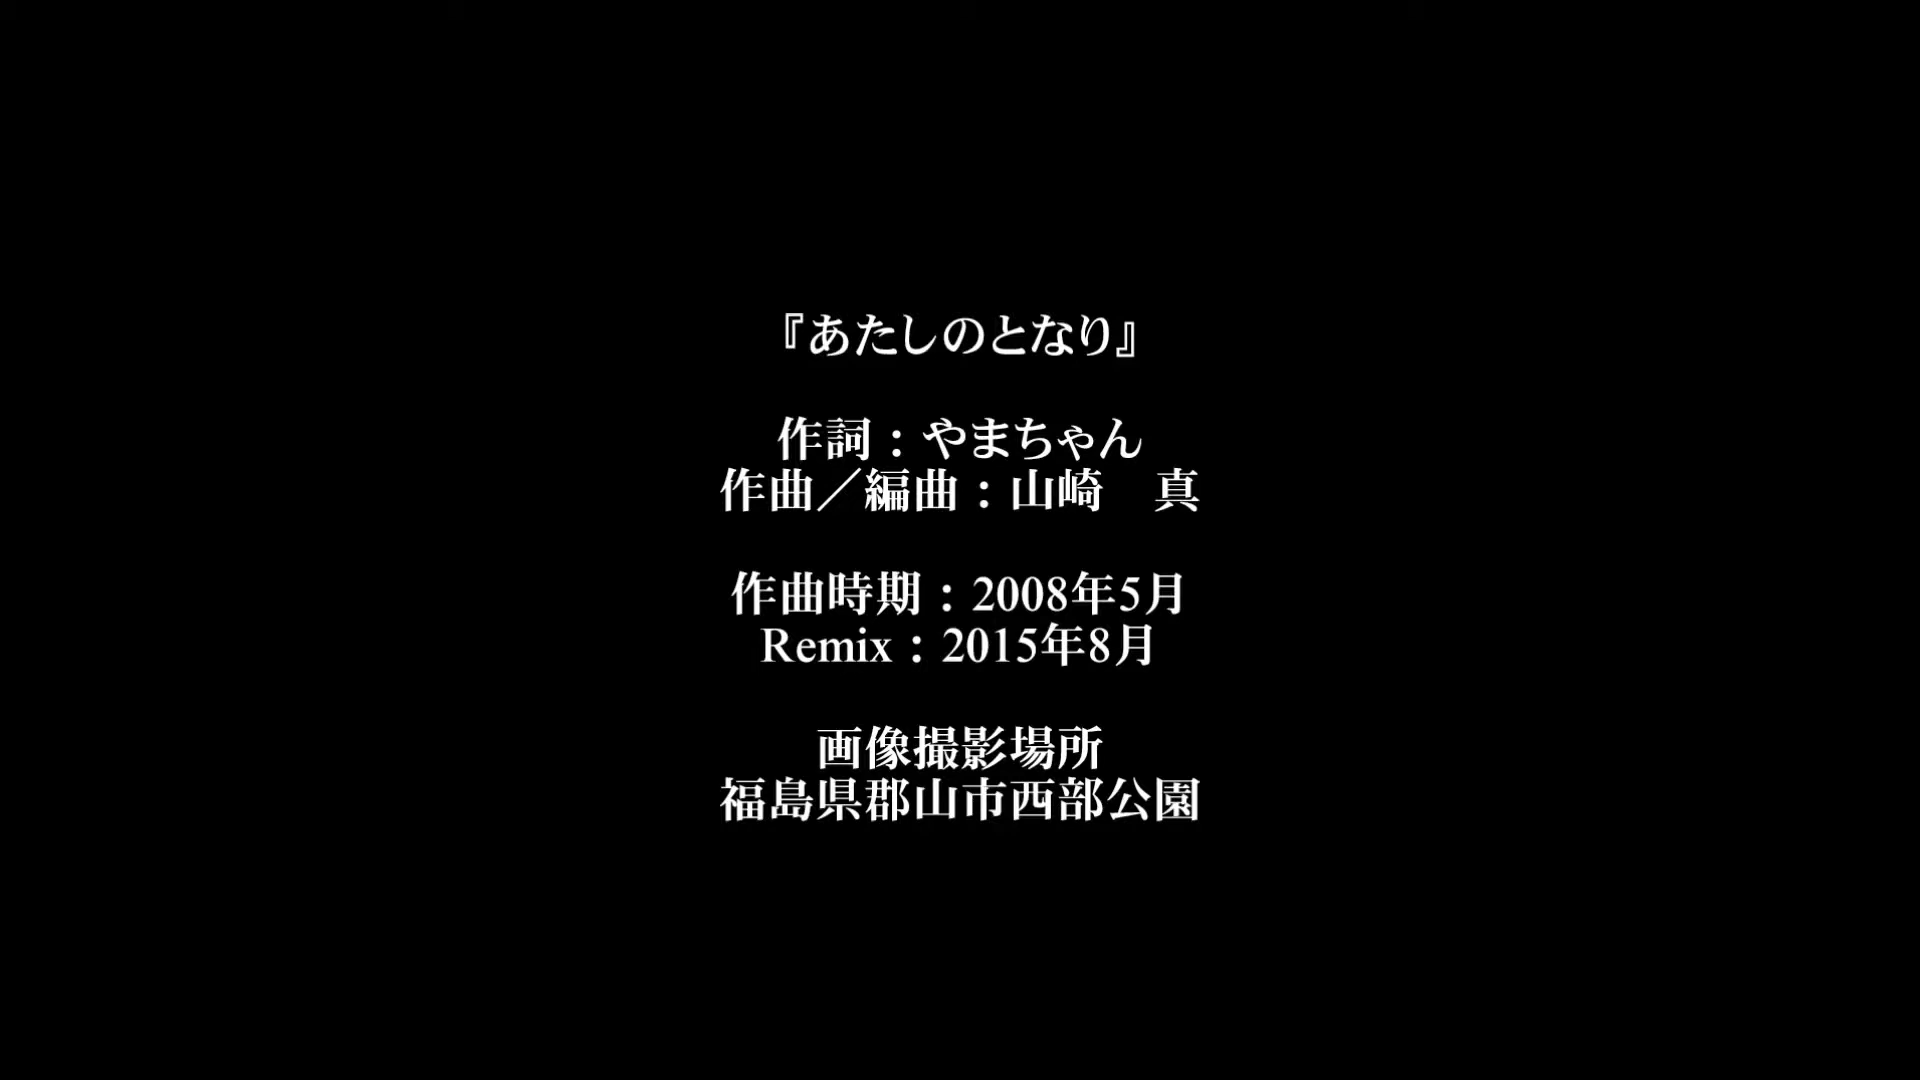 『あたしのとなり』
作詞：やまちゃん
作曲／編曲：山崎　真
作曲時期：2008年5月
Remix：2015年8月
画像撮影場所
福島県郡山市西部公園